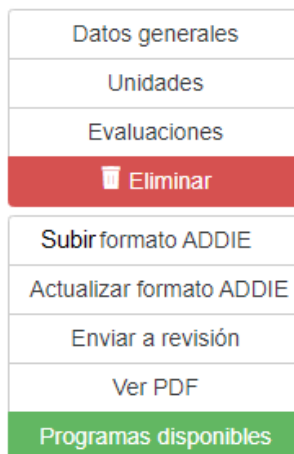 Datos generales
Unidades
Evaluaciones
Eliminar
Subir formato ADDIE
Actualizar formato ADDIE
Enviar a revisión
Ver PDF
Programas disponibles